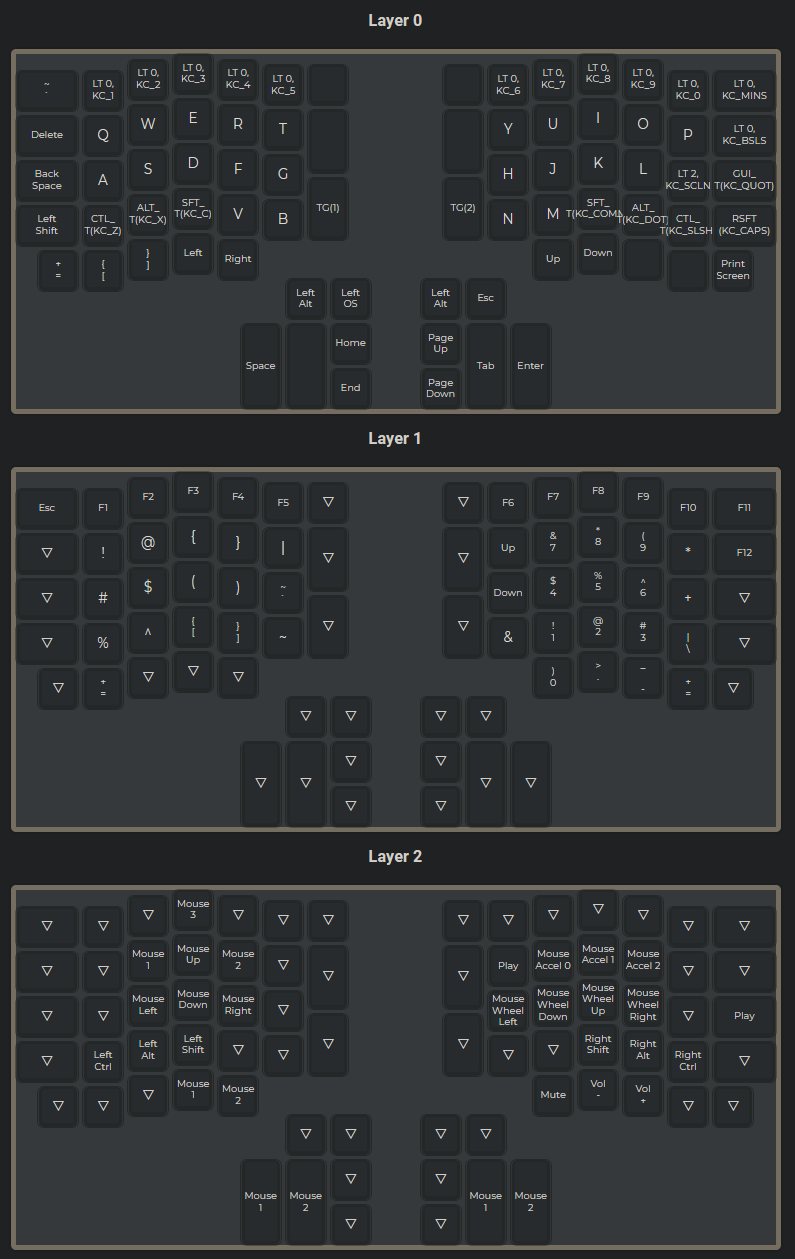 Layer 0
~ LT 0, LT 0, LT 0, LT 0, LT 0, LT 0, LT 0, LT 0, LT 0, LT 0, LT 0,
` KC_1 KC_2 KC_3 KC_4 KC_5 KC_6 KC_7 KC_8 KC_9 KC_0 KC_MINS
Delete Q W E R T Y U I O P LT 0,
KC_BSLS
Back A S D F G H J K L LT 2, GUI_
Space KC_SCLN T(KC_QUOT)
Left CTL_ ALT_ SFT_ V B TG(1) TG(2) N M SFT_ ALT_ CTL_ RSFT
Shift T(KC_Z) T(KC_X) T(KC_C) T(KC_COMM T(KC_DOT) T(KC_SLSH (KC_CAPS)
+ { } Left Right Up Down Print
= [ ] Screen
Left Left Left Esc
Alt OS Alt
Space Home Page Tab Enter
Up
End Page
Down
Layer 1
Esc F1 F2 F3 F4 F5 ▽ ▽ F6 F7 F8 F9 F10 F11
▽ ! @ { } | ▽ ▽ Up & * ( * F12
7 8 9
▽ # $ ( ) ~ Down $ % ^ + ▽
4 5 6
▽ % ^ { } ~ ▽ ▽ & ! @ # | ▽
[ ] 1 2 3 \
▽ + ▽ ▽ ▽ ) > _ + ▽
= 0 . - =
▽ ▽ ▽ ▽
▽ ▽ ▽ ▽ ▽ ▽
▽ ▽
Layer 2
▽ ▽ ▽ Mouse ▽ ▽ ▽ ▽ ▽ ▽ ▽ ▽ ▽ ▽
3
▽ ▽ Mouse Mouse Mouse ▽ ▽ ▽ Play Mouse Mouse Mouse ▽ ▽
1 Up 2 Accel 0 Accel 1 Accel 2
▽ ▽ Mouse Mouse Mouse ▽ Mouse Mouse Mouse Mouse ▽ Play
Left Down Right Wheel Wheel Wheel Wheel
Left Down Up Right
▽ Left Left Left ▽ ▽ ▽ ▽ ▽ ▽ Right Right Right ▽
Ctrl Alt Shift Shift Alt Ctrl
▽ ▽ ▽ Mouse Mouse Mute Vol Vol ▽ ▽
1 2 - +
▽ ▽ ▽ ▽
Mouse Mouse ▽ ▽ Mouse Mouse
1 2 1 2
▽ ▽